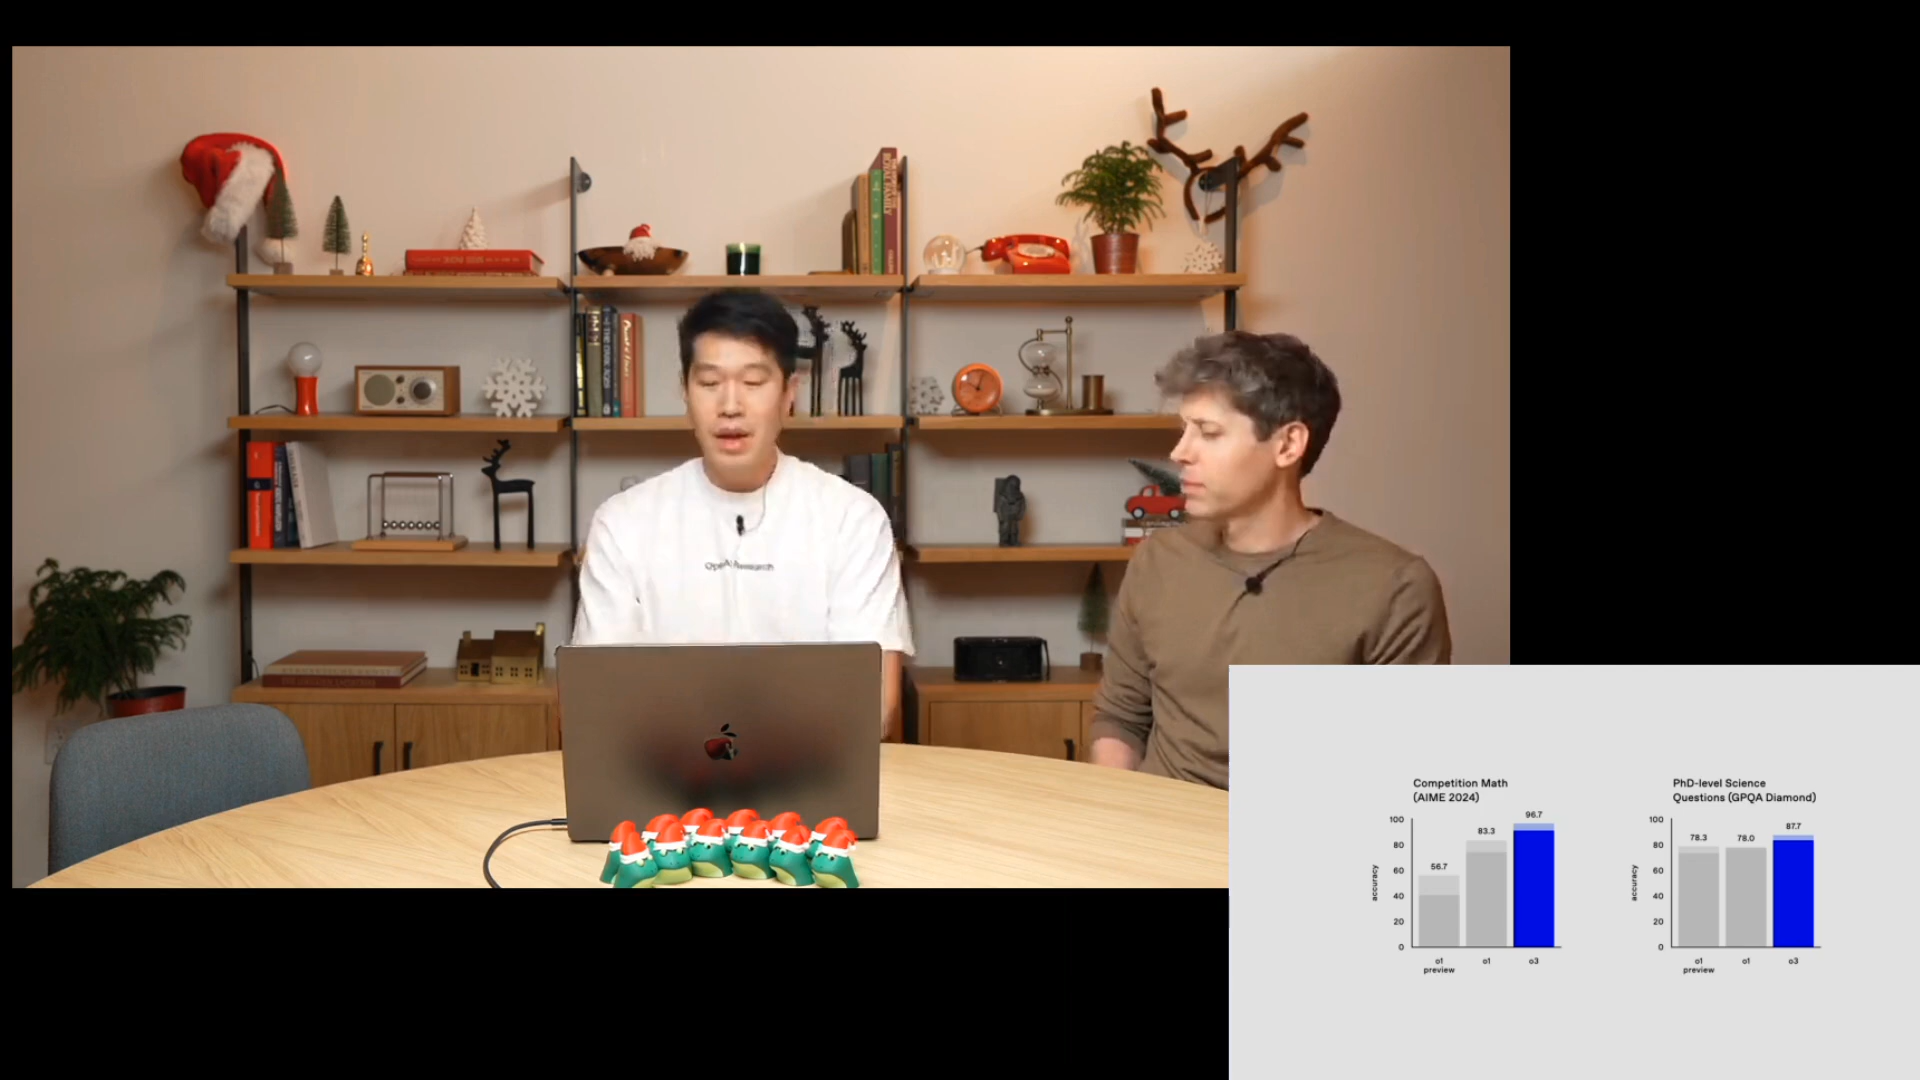 OpenAI Research
Competition Math
(AIME 2024)
accuracy
100
80
60
40
20
0
56.7
83.3
96.7
o1
preview
o1
o3
PhD-level Science
Questions (GPQA Diamond)
accuracy
100
80
60
40
20
0
78.3
78.0
87.7
o1
preview
o1
o3